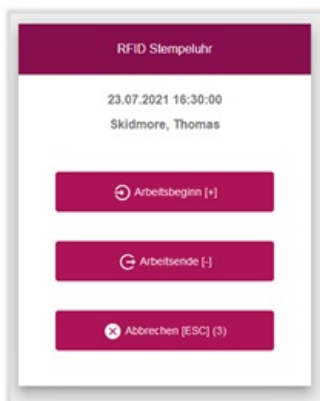 RFID Stempeluhr
23.07.2021 16:30:00
Skidmore, Thomas
Arbeitsbeginn [+]
Arbeitsende [-]
Abbrechen [ESC] (3)